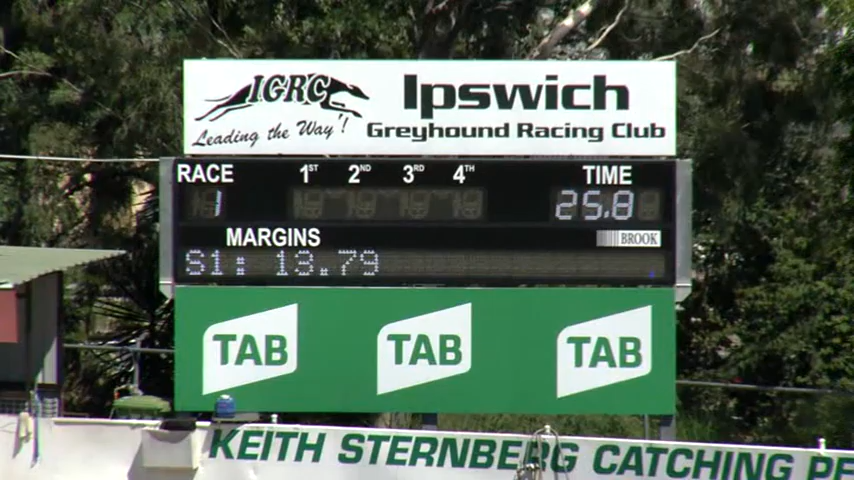 IGRC
Leading the Way'!
Ipswich
Greyhound Racing Club
RACE 1ST 2ND 3RD 4TH TIME
1 25.8
MARGINS BROOK
S1: 13.79
TAB TAB TAB
KEITH STERNBERG CATCHING PE